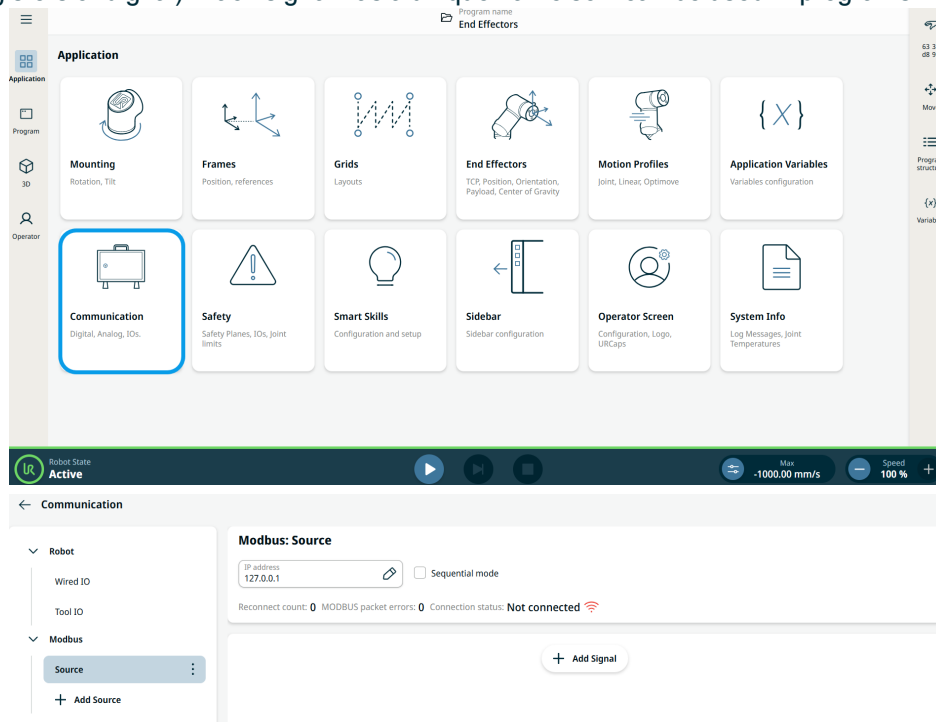 Program name
End Effectors
Application
Application
Program
3D
Operator
Mounting
Rotation, Tilt
Frames
Position, references
Grids
Layouts
End Effectors
TCP, Position, Orientation,
Payload, Center of Gravity
Motion Profiles
Joint, Linear, Optimove
Application Variables
Variables configuration
Communication
Digital, Analog, IOs.
Safety
Safety Planes, IOs, Joint
limits
Smart Skills
Configuration and setup
Sidebar
Sidebar configuration
Operator Screen
Configuration, Logo,
URCaps
System Info
Log Messages, Joint
Temperatures
{X}
63 3
d8 9
Move
{x}
Robot State
Active
Max
-1000.00 mm/s
Speed
100 %
Communication
Robot
Wired IO
Tool IO
Modbus
Source
Add Source
Modbus: Source
IP address
127.0.0.1
Sequential mode
Reconnect count: 0 MODBUS packet errors: 0 Connection status: Not connected
Add Signal